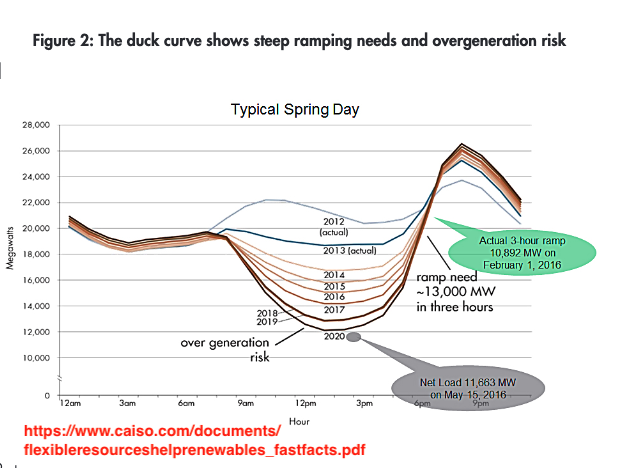 Figure 2: The duck curve shows steep ramping needs and overgeneration risk
Typical Spring Day
28,000
26,000
24,000
22,000
20,000
18,000
16,000
14,000
12,000
10,000
0
Megawatts
2012
(actual)
2013 (actual)
2014
2015
2016
2017
2018
2019
2020
Actual 3-hour ramp
10,892 MW on
February 1, 2016
ramp need
~13,000 MW
in three hours
over generation
risk
Net Load 11,663 MW
on May 15, 2016
12am
3am
6am
9am
12pm
3pm
6pm
9pm
Hour
https://www.caiso.com/documents/
flexibleresourceshelprenewables_fastfacts.pdf